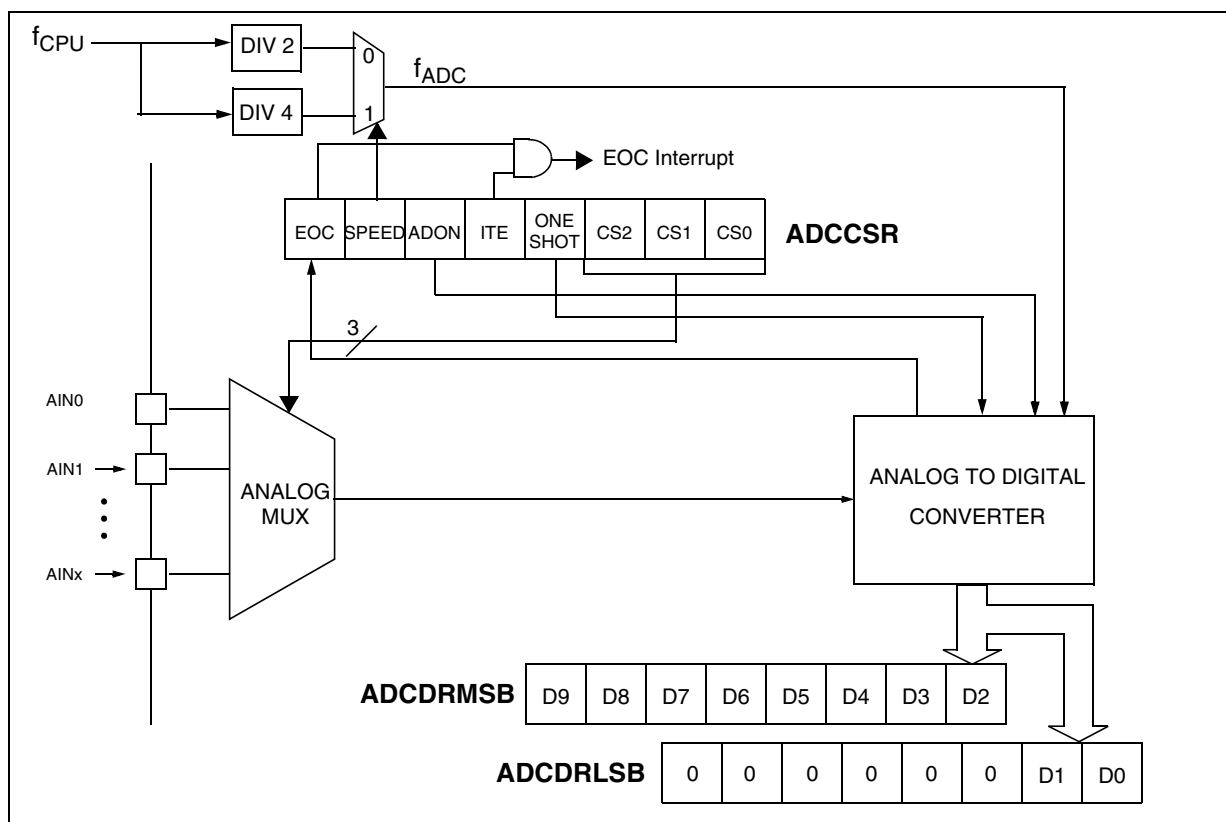 fCPU
DIV 2
0
fADC
DIV 4
1
EOC Interrupt
EOC SPEED ADON ITE ONE SHOT CS2 CS1 CS0 ADCCSR
3
AIN0
AIN1
AINx
ANALOG
MUX
ANALOG TO DIGITAL
CONVERTER
ADCDRMSB D9 D8 D7 D6 D5 D4 D3 D2
ADCDRLSB 0 0 0 0 0 0 D1 D0